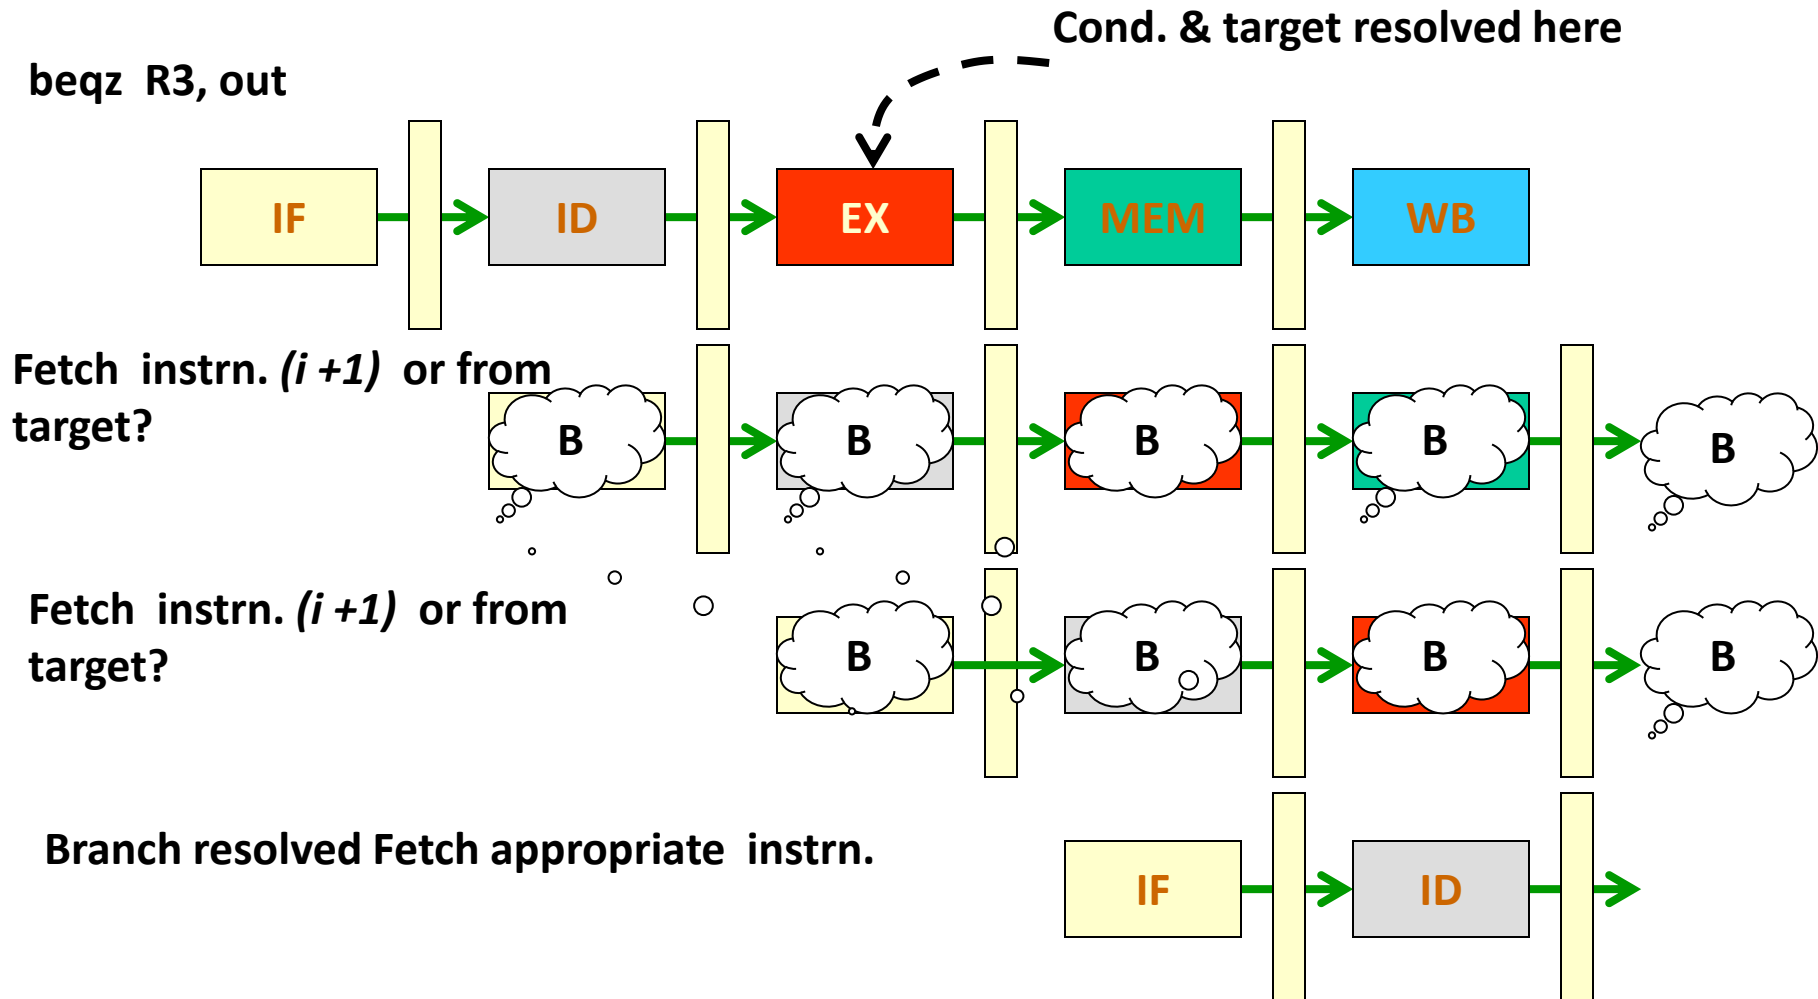 Cond. & target resolved here
beqz R3, out
IF ID EX MEM WB
Fetch instrn. (i +1) or from
target?
B B B B B
Fetch instrn. (i +1) or from
target?
B B B B
Branch resolved Fetch appropriate instrn.
IF ID